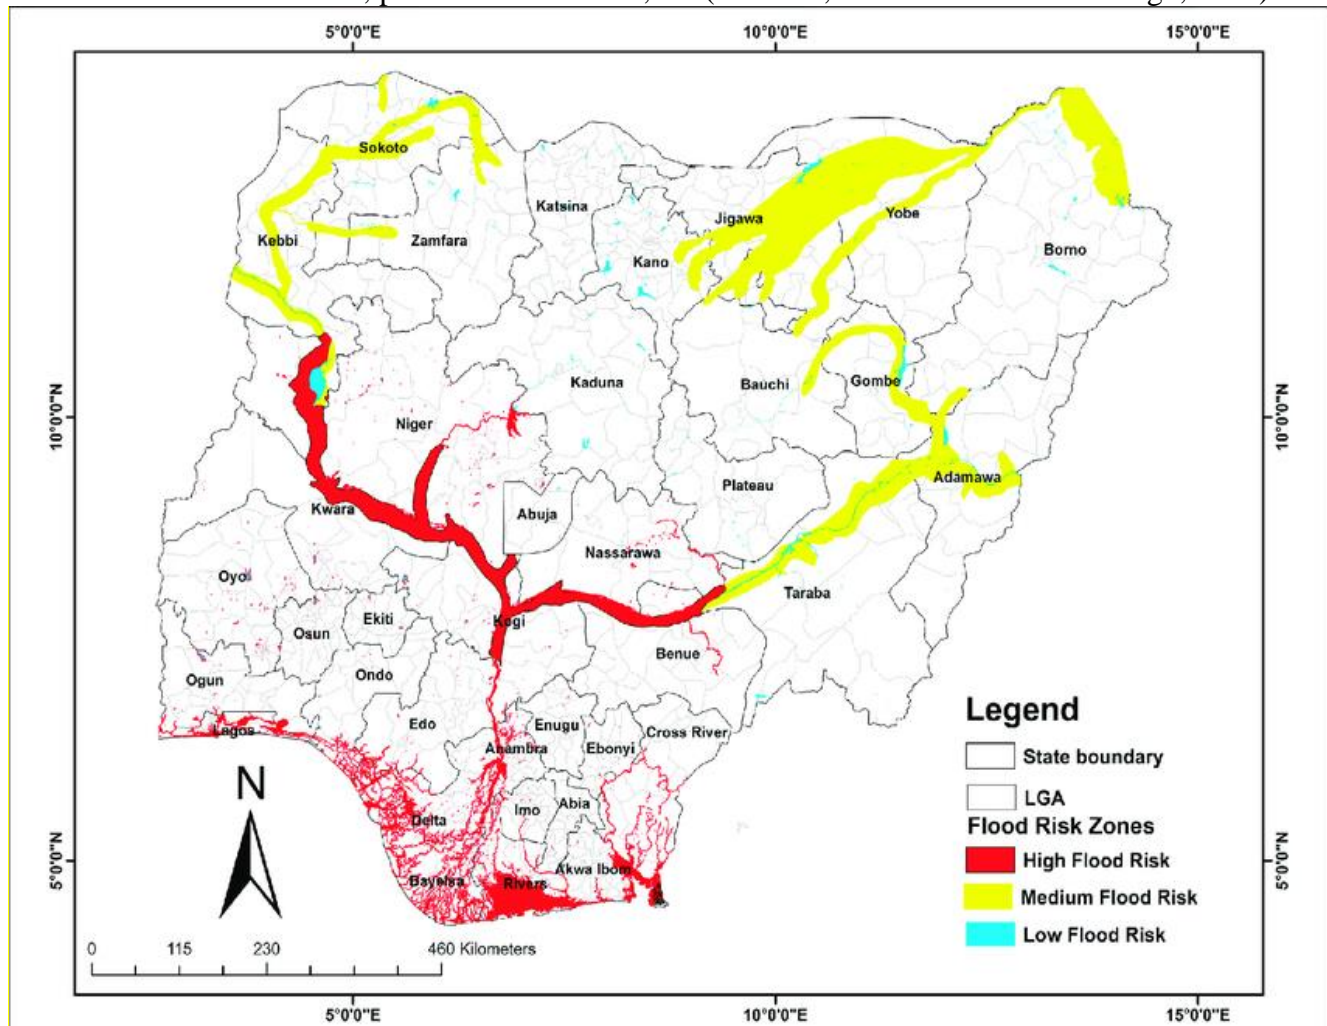 5°0'0"E 10°0'0"E 15°0'0"E
Sokoto
Katsina
Jigawa
Yobe
Kebbi
Zamfara
Kano
Borno
Kaduna
Bauchi
Gombe
10°0'0"N
10°0'0"N
Niger
Plateau
Adamawa
Kwara
Abuja
Nassarawa
Oyo
Taraba
Kogi
Ekiti
Osun
Benue
Ogun
Ondo
Edo
Enugu
Cross River
Lagos
Anambra
Ebonyi
N
Imo
Abia
Delta
Akwa Ibom
Bayelsa
Rivers
5°0'0"N
5°0'0"N
Legend
State boundary
LGA
Flood Risk Zones
High Flood Risk
Medium Flood Risk
Low Flood Risk
0 115 230 460 Kilometers
5°0'0"E 10°0'0"E 15°0'0"E